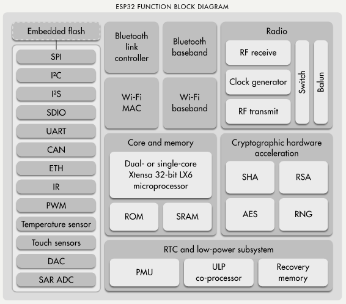 ESP32 FUNCTION BLOCK DIAGRAM
Embedded flash
SPI
I²C
I²S
SDIO
UART
CAN
ETH
IR
PWM
Temperature sensor
Touch sensors
DAC
SAR ADC
Bluetooth
link
controller
Bluetooth
baseband
Wi-Fi
MAC
Wi-Fi
baseband
Radio
RF receive
Clock generator
RF transmit
Switch
Balun
Core and memory
Dual- or single-core
Xtensa 32-bit LX6
microprocessor
ROM
SRAM
Cryptographic hardware
acceleration
SHA
RSA
AES
RNG
RTC and low-power subsystem
PMU
ULP
co-processor
Recovery
memory